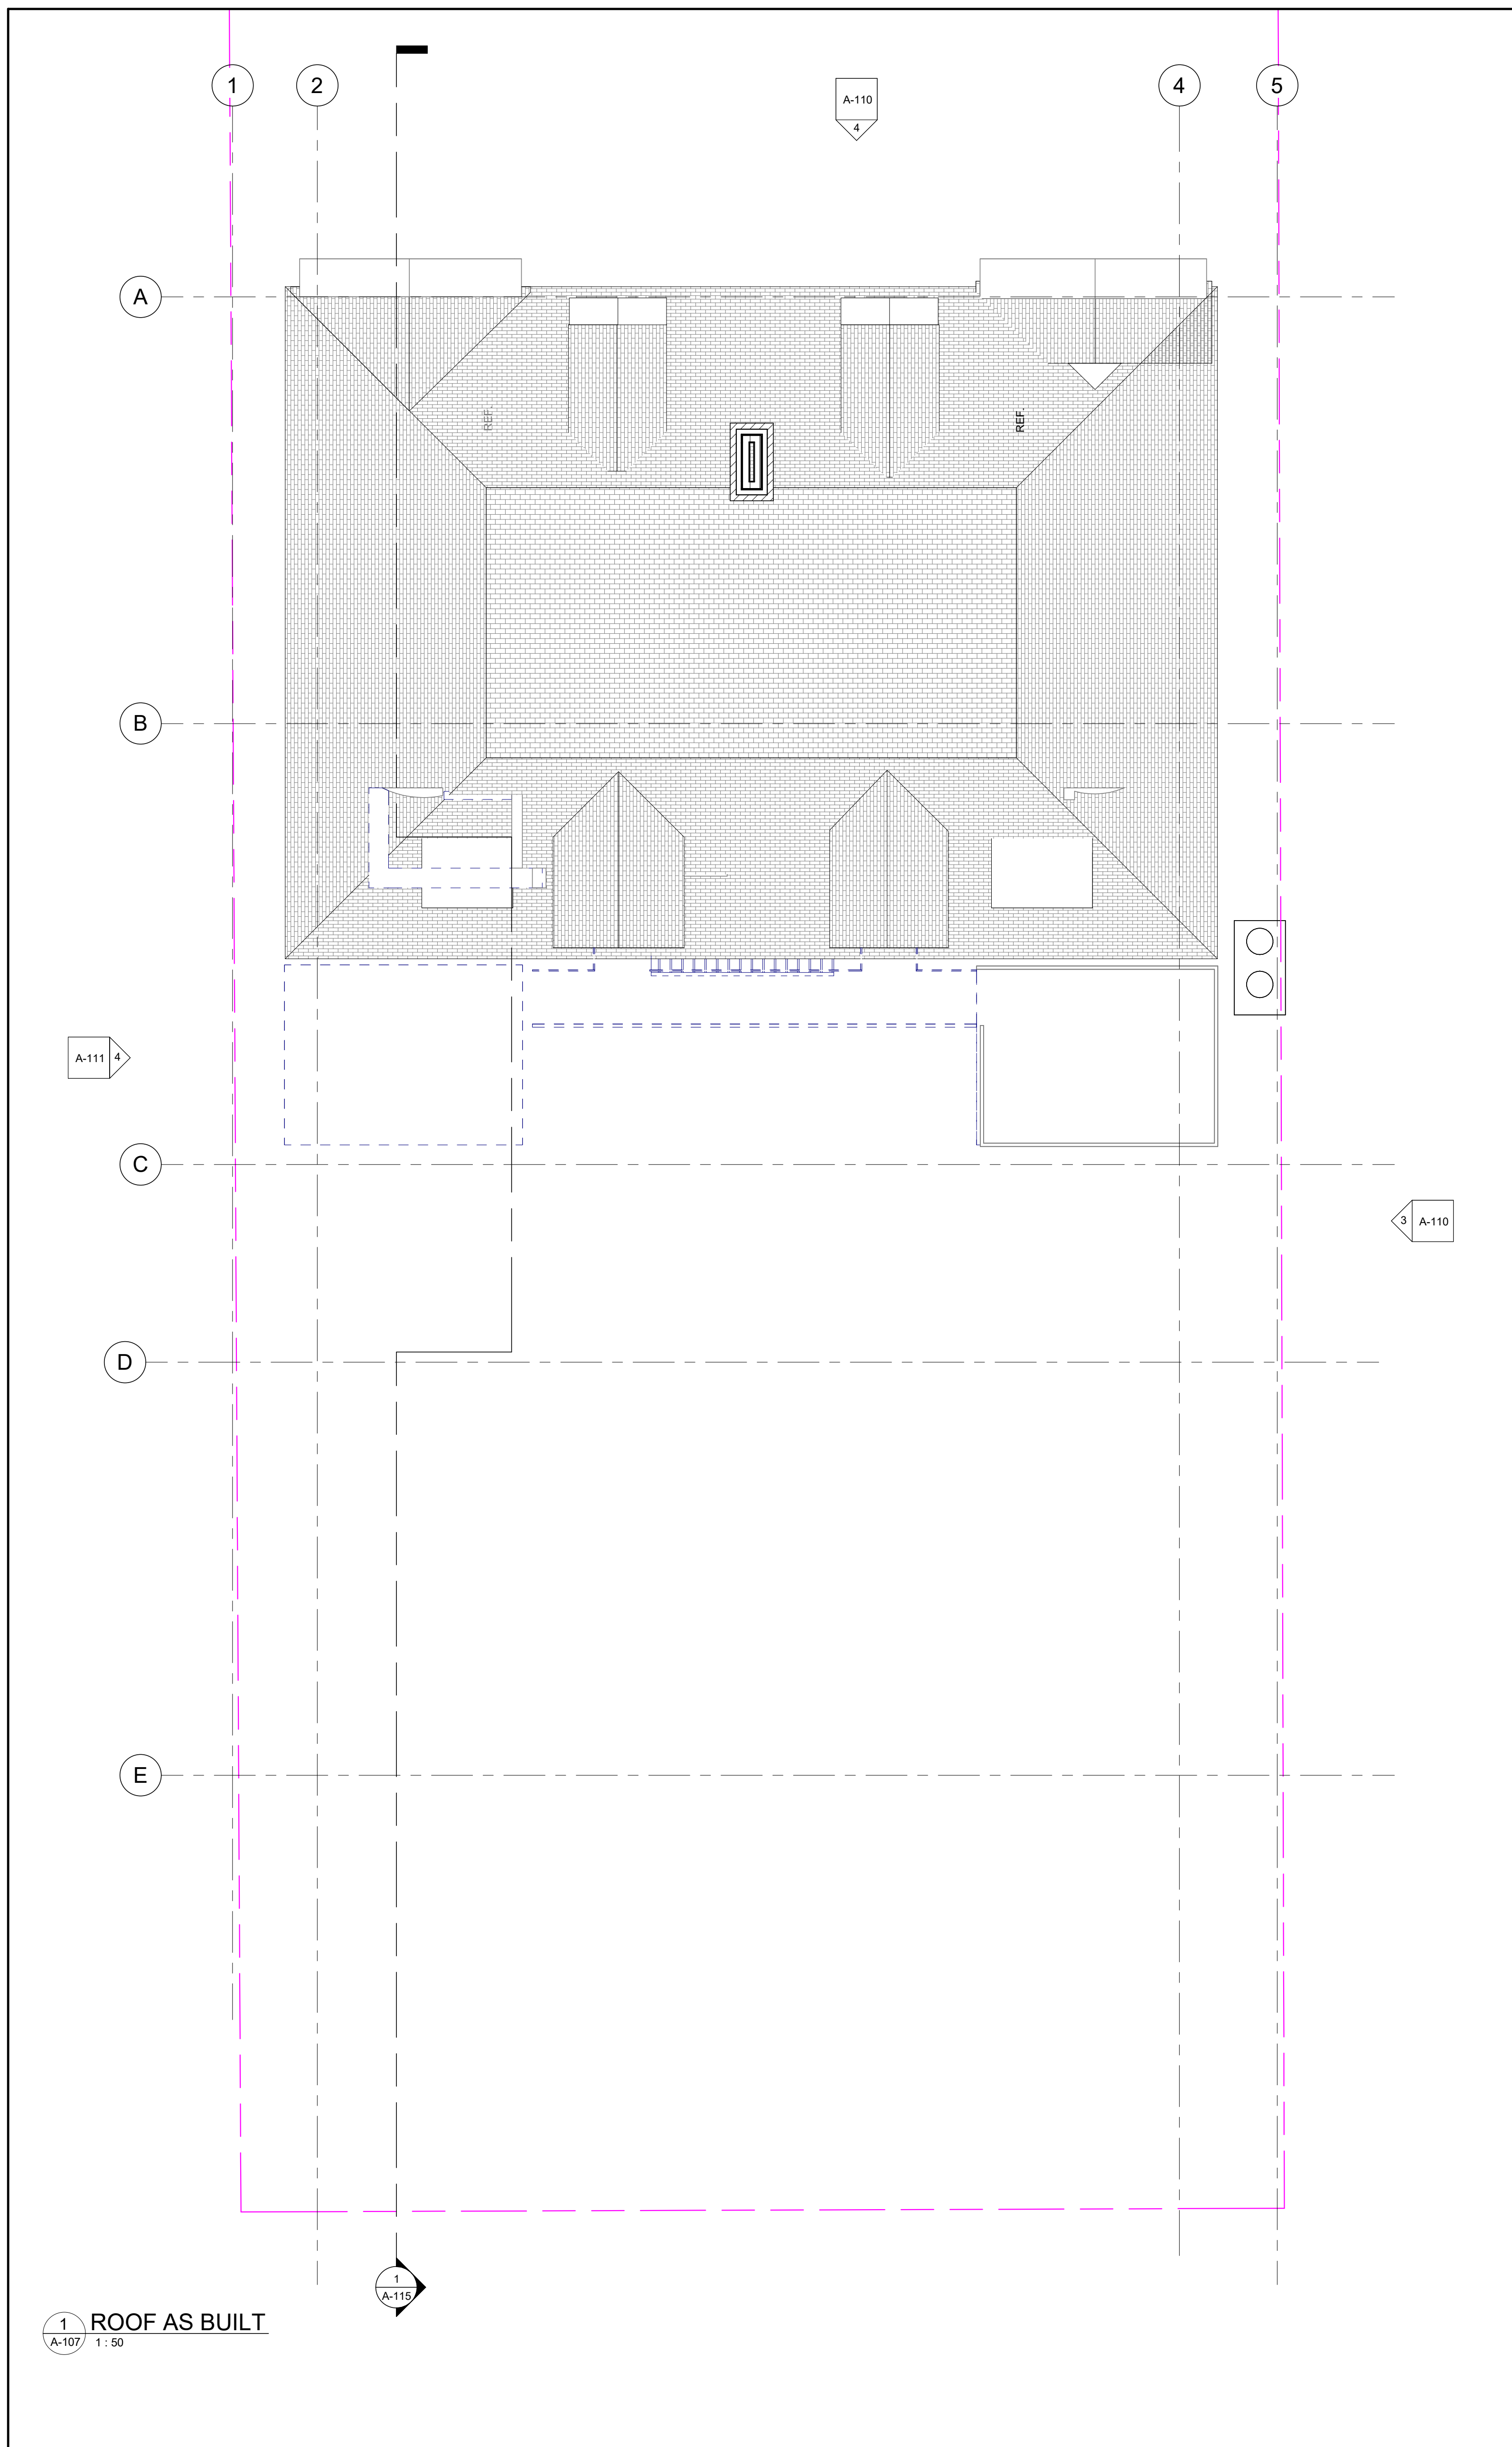 1
2
4
5
A-110
4
A
REF.
REF.
B
A-111
4
C
3
A-110
D
E
1
A-115
1
A-107
ROOF AS BUILT
1 : 50